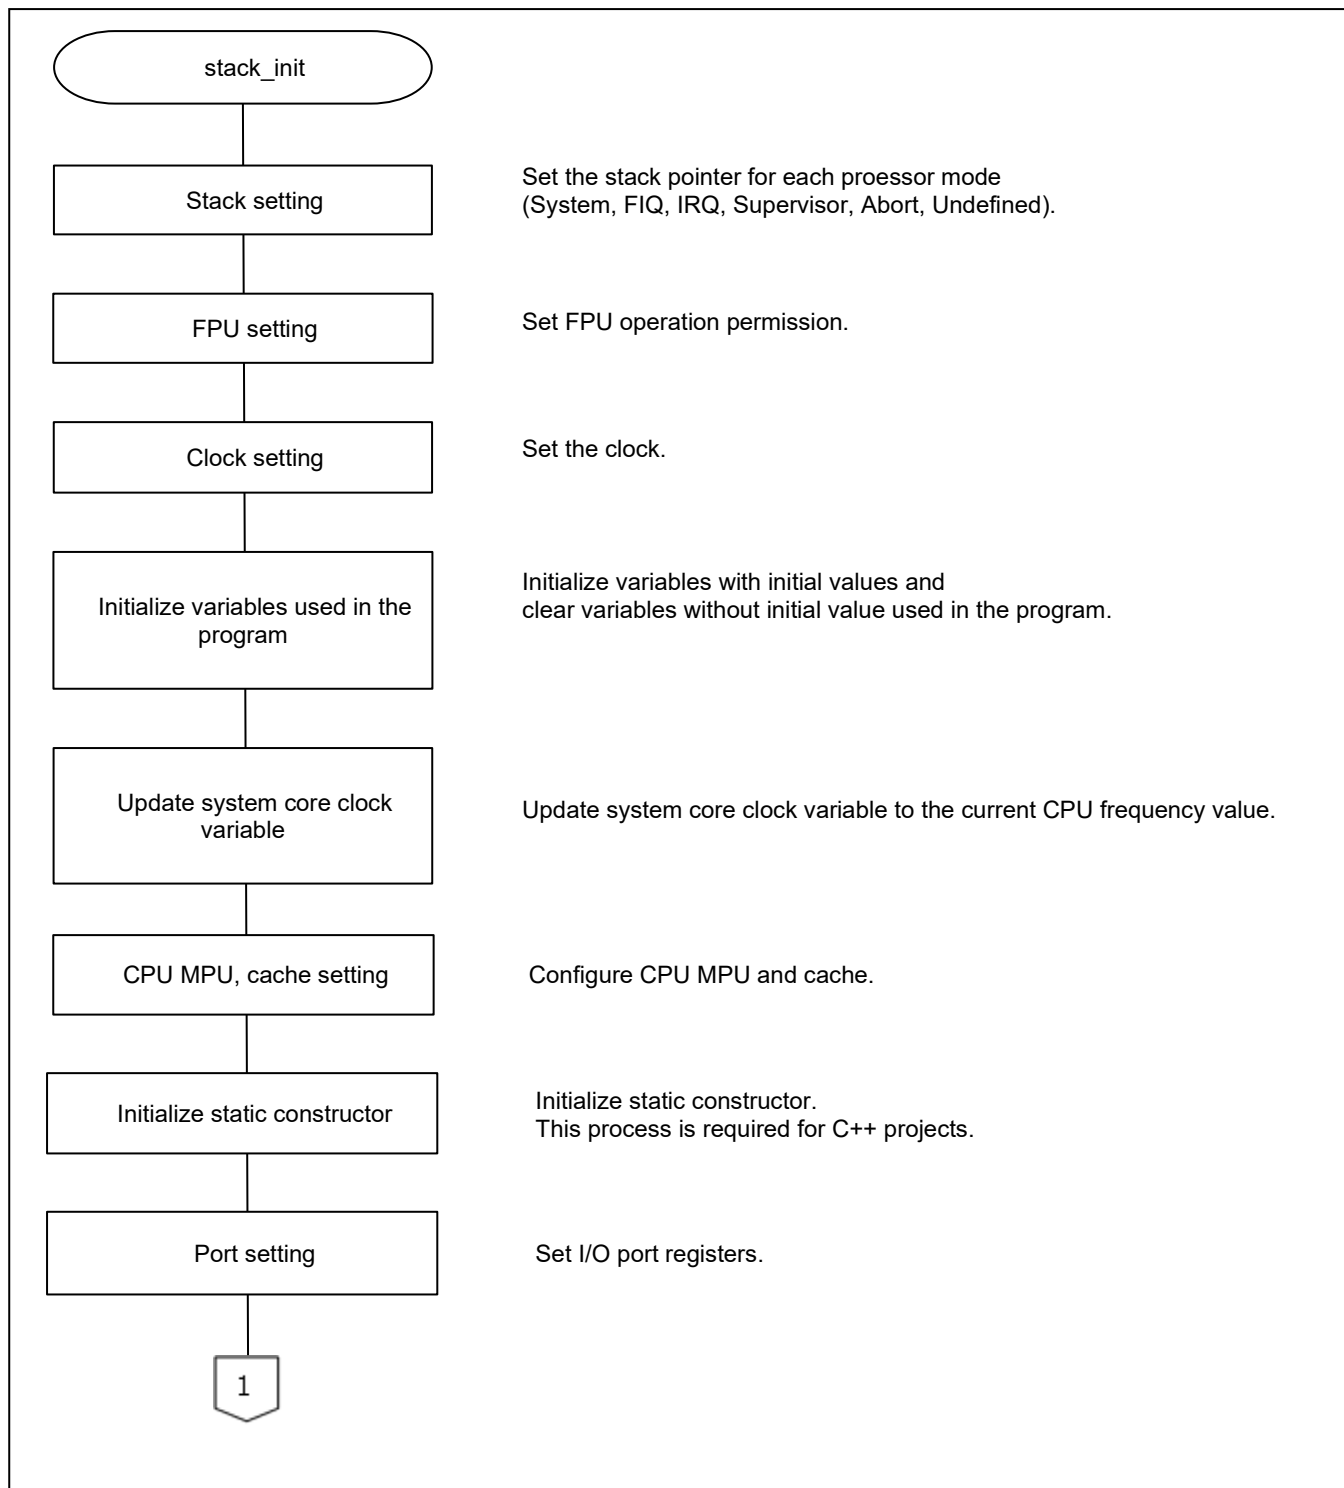 stack_init
Stack setting
Set the stack pointer for each proessor mode
(System, FIQ, IRQ, Supervisor, Abort, Undefined).
FPU setting
Set FPU operation permission.
Clock setting
Set the clock.
Initialize variables used in the
program
Initialize variables with initial values and
clear variables without initial value used in the program.
Update system core clock
variable
Update system core clock variable to the current CPU frequency value.
CPU MPU, cache setting
Configure CPU MPU and cache.
Initialize static constructor
Initialize static constructor.
This process is required for C++ projects.
Port setting
Set I/O port registers.
1